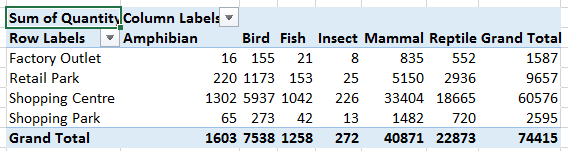 Sum of Quantity Column Labels
Row Labels Amphibian Bird Fish Insect Mammal Reptile Grand Total
Factory Outlet 16 155 21 8 835 552 1587
Retail Park 220 1173 153 25 5150 2936 9657
Shopping Centre 1302 5937 1042 226 33404 18665 60576
Shopping Park 65 273 42 13 1482 720 2595
Grand Total 1603 7538 1258 272 40871 22873 74415